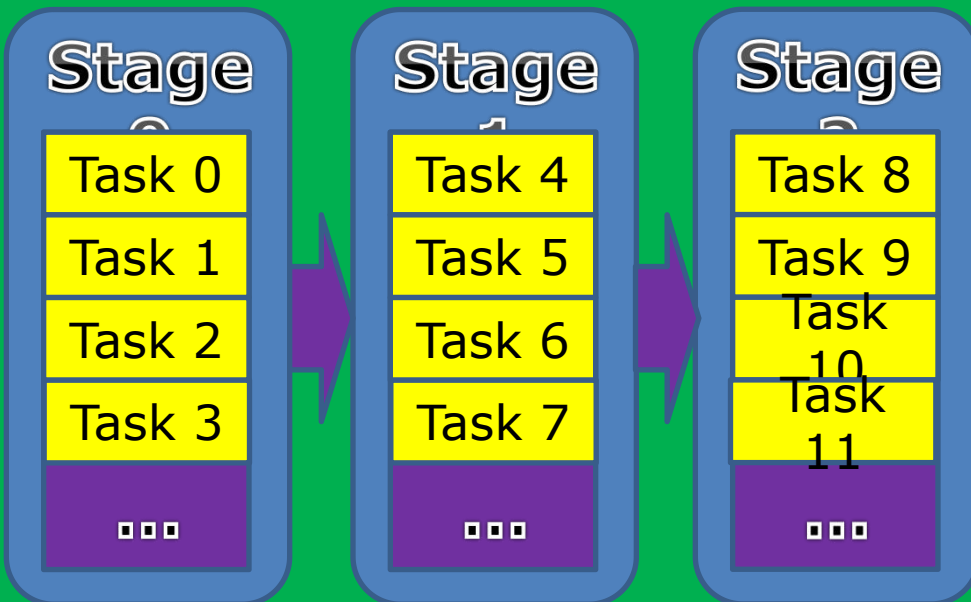 Stage
Task 0
Task 1
Task 2
Task 3
...
Stage
1
Task 4
Task 5
Task 6
Task 7
...
Stage
Task 8
Task 9
Task
10
Task
11
...